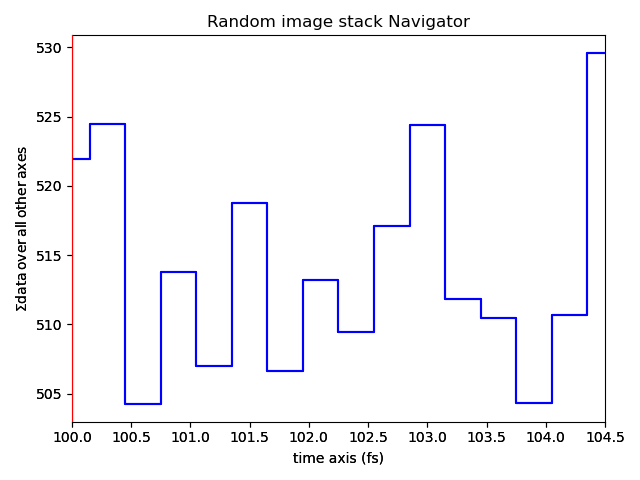 Random image stack Navigator
530
525
520
515
510
505
Σdata over all other axes
100.0 100.5 101.0 101.5 102.0 102.5 103.0 103.5 104.0 104.5
time axis (fs)